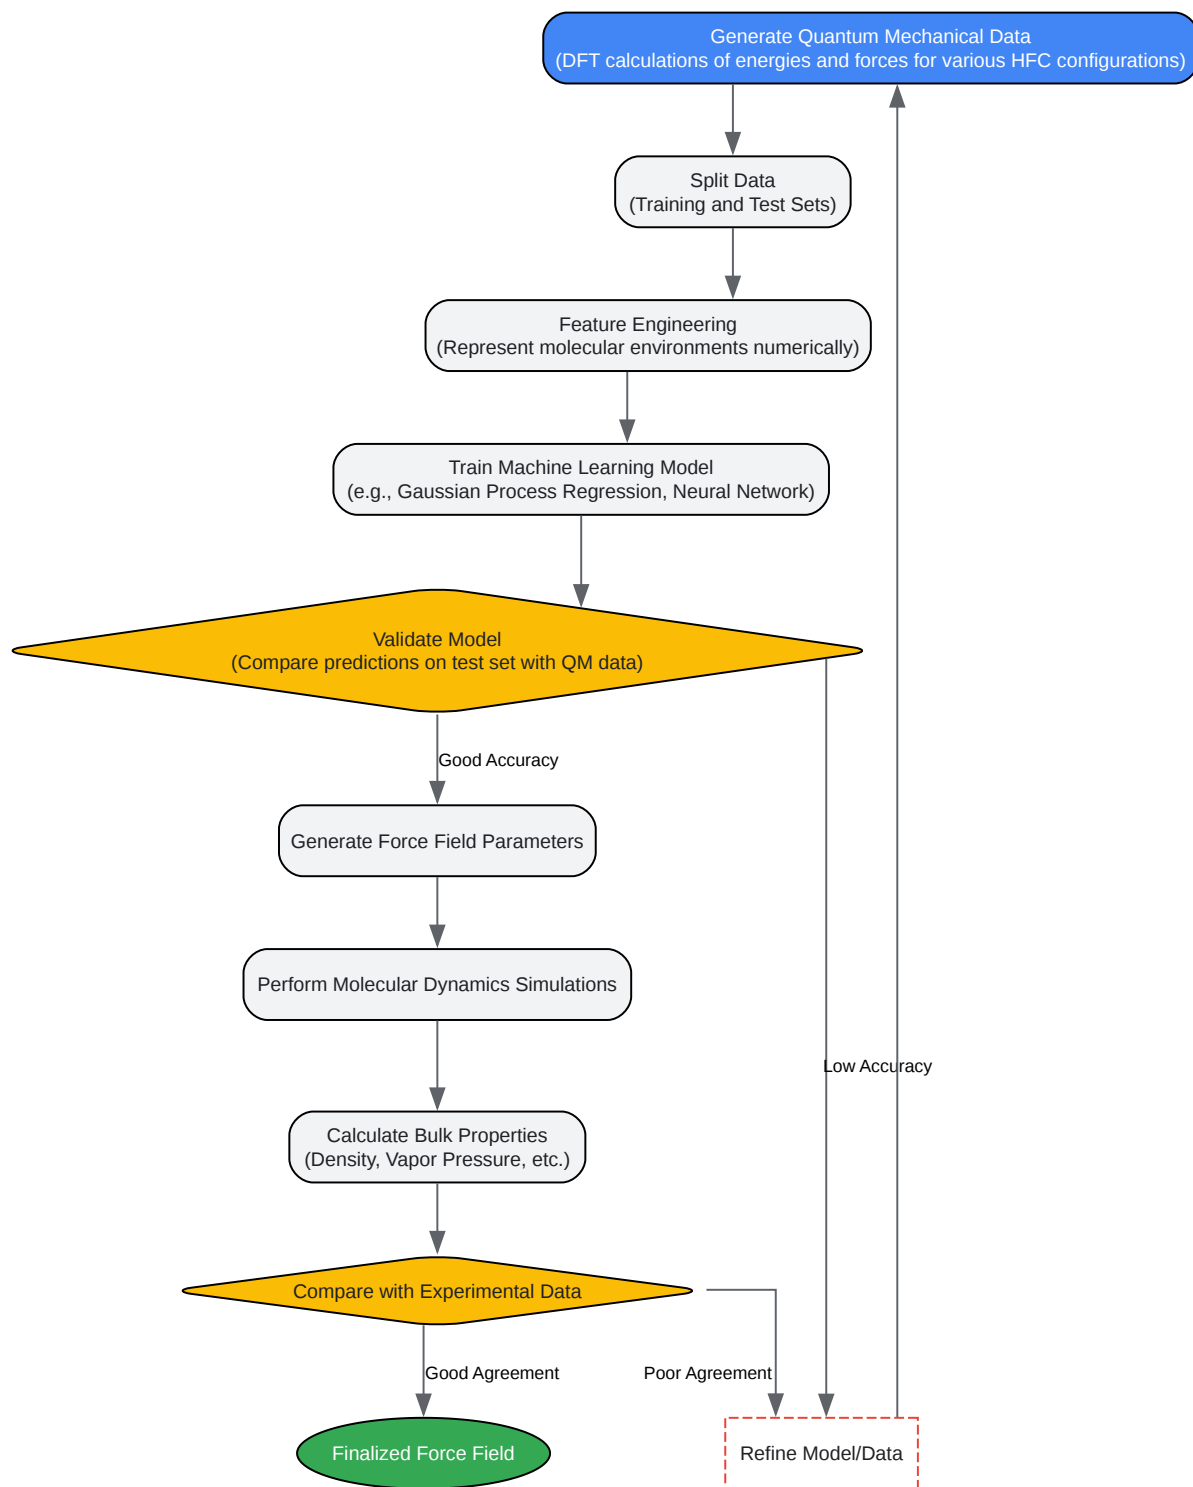 Generate Quantum Mechanical Data
(DFT calculations of energies and forces for various HFC configurations)
Split Data
(Training and Test Sets)
Feature Engineering
(Represent molecular environments numerically)
Train Machine Learning Model
(e.g., Gaussian Process Regression, Neural Network)
Validate Model
(Compare predictions on test set with QM data)
Good Accuracy
Generate Force Field Parameters
Perform Molecular Dynamics Simulations
Low Accuracy
Calculate Bulk Properties
(Density, Vapor Pressure, etc.)
Compare with Experimental Data
Good Agreement
Poor Agreement
Finalized Force Field
Refine Model/Data